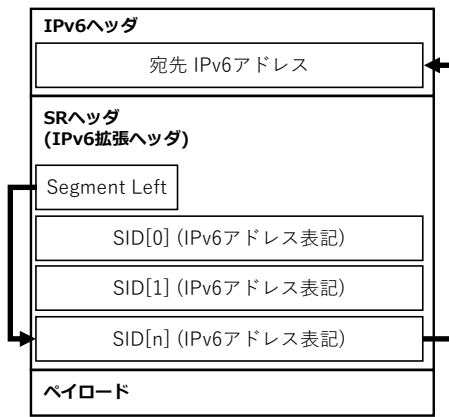 IPv6ヘッダ
宛先 IPv6アドレス
SRヘッダ
(IPv6拡張ヘッダ)
Segment Left
SID[0] (IPv6アドレス表記)
SID[1] (IPv6アドレス表記)
SID[n] (IPv6アドレス表記)
ペイロード